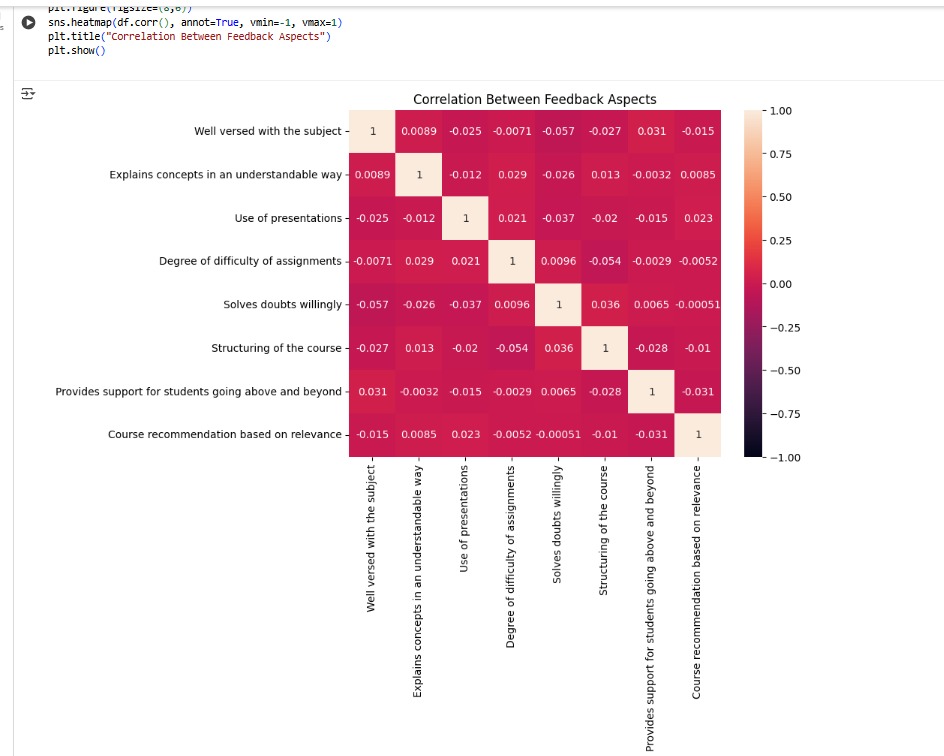 plt.figure(figsize=(8,6))
sns.heatmap(df.corr(), annot=True, vmin=-1, vmax=1)
plt.title("Correlation Between Feedback Aspects")
plt.show()
Correlation Between Feedback Aspects
Well versed with the subject 1 0.0089 -0.025 -0.0071 -0.057 -0.027 0.031 -0.015
Explains concepts in an understandable way 0.0089 1 -0.012 0.029 -0.026 0.013 -0.0032 0.0085
Use of presentations -0.025 -0.012 1 0.021 -0.037 -0.02 -0.015 0.023
Degree of difficulty of assignments -0.0071 0.029 0.021 1 0.0096 -0.054 -0.0029 -0.0052
Solves doubts willingly -0.057 -0.026 -0.037 0.0096 1 0.036 0.0065 -0.00051
Structuring of the course -0.027 0.013 -0.02 -0.054 0.036 1 -0.028 -0.01
Provides support for students going above and beyond 0.031 -0.0032 -0.015 -0.0029 0.0065 -0.028 1 -0.031
Course recommendation based on relevance -0.015 0.0085 0.023 -0.0052 -0.00051 -0.01 -0.031 1
Well versed with the subject
Explains concepts in an understandable way
Use of presentations
Degree of difficulty of assignments
Solves doubts willingly
Structuring of the course
Provides support for students going above and beyond
Course recommendation based on relevance
1.00
0.75
0.50
0.25
0.00
−0.25
−0.50
−0.75
−1.00